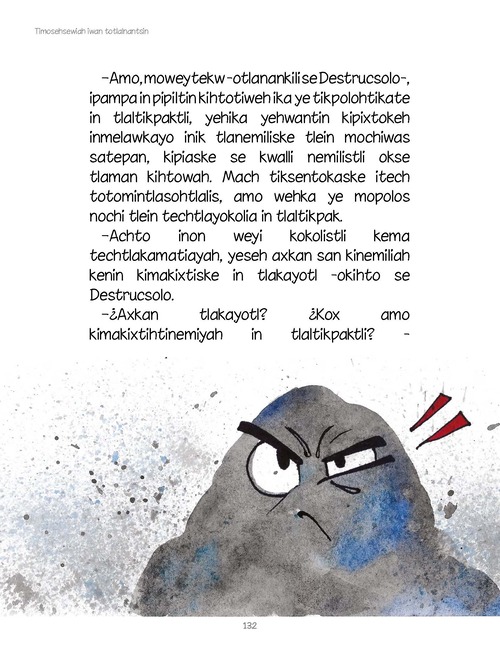 Timosehsewiah iwan totlalnantsin
–Amo, moweytekw -otlanankili se Destrucsolo-,
ipampa in pipiltin kihtotiweh ika ye tikpolohtikate
in tlaltikpaktli, yehika yehwantin kipixtokeh
inmelawkayo inik tlanemiliske tlein mochiwas
satepan, kipiaske se kwalli nemilistli okse
tlaman kihtowah. Mach tiksentokaske itech
totomintlasohtlalis, amo wehka ye mopolos
nochi tlein techtlayokolia in tlaltikpak.
–Achto inon weyi kokolistli kema
techtlakamatiayah, yeseh axkan san kinemiliah
kenin kimakixtiske in tlakayotl -okihto se
Destrucsolo.
–¿Axkan tlakayotl? ¿Kox amo
kimakixtihtinemiyah in tlaltikpaktli? -
132